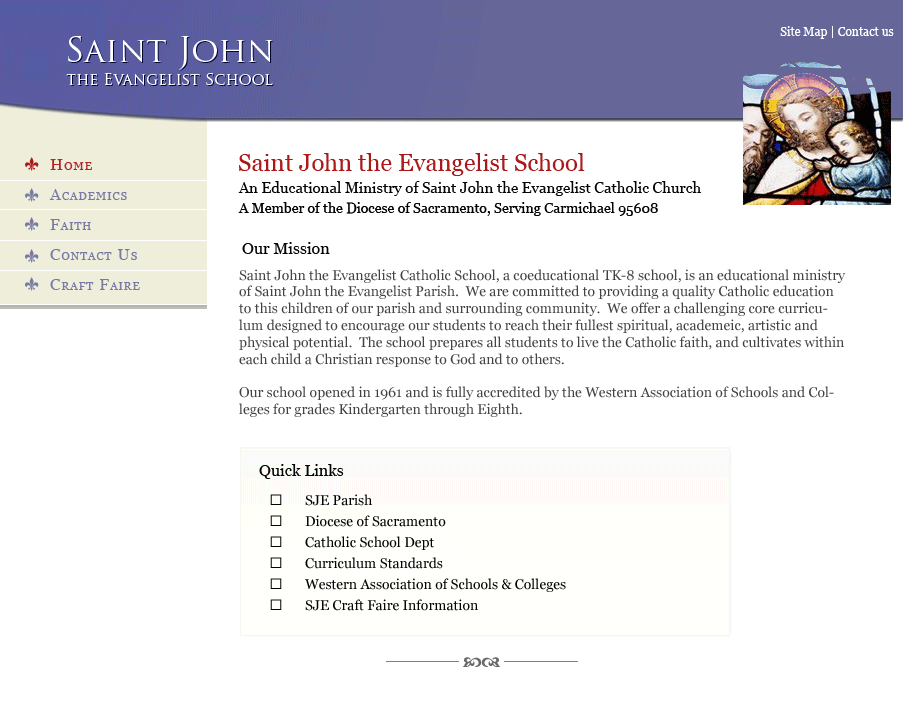 Site Map | Contact us
SAINT JOHN
THE EVANGELIST SCHOOL
HOME
ACADEMICS
FAITH
CONTACT US
CRAFT FAIRE
Saint John the Evangelist School
An Educational Ministry of Saint John the Evangelist Catholic Church
A Member of the Diocese of Sacramento, Serving Carmichael 95608
Our Mission
Saint John the Evangelist Catholic School, a coeducational TK-8 school, is an educational ministry
of Saint John the Evangelist Parish.  We are committed to providing a quality Catholic education
to this children of our parish and surrounding community.  We offer a challenging core curricu-
lum designed to encourage our students to reach their fullest spiritual, academeic, artistic and
physical potential.  The school prepares all students to live the Catholic faith, and cultivates within
each child a Christian response to God and to others.
Our school opened in 1961 and is fully accredited by the Western Association of Schools and Col-
leges for grades Kindergarten through Eighth.
Quick Links
☐ SJE Parish
☐ Diocese of Sacramento
☐ Catholic School Dept
☐ Curriculum Standards
☐ Western Association of Schools & Colleges
☐ SJE Craft Faire Information